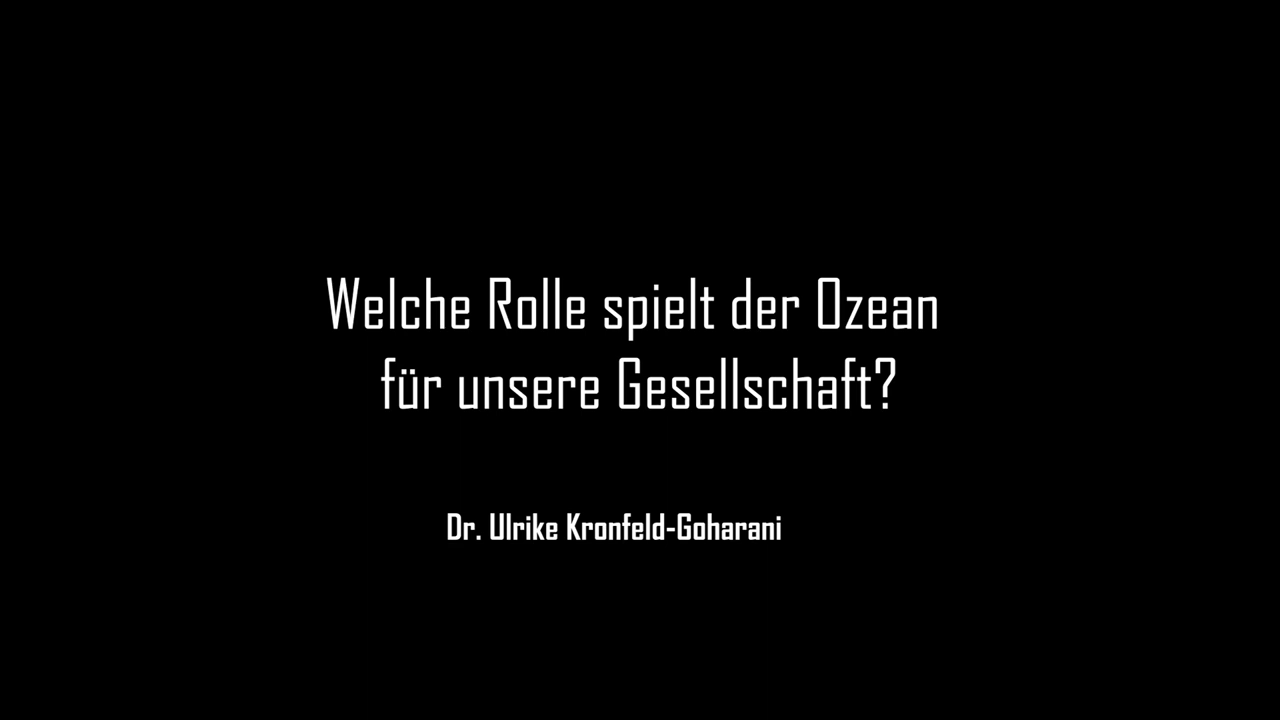 Welche Rolle spielt der Ozean
für unsere Gesellschaft?
Dr. Ulrike Kronfeld-Goharani